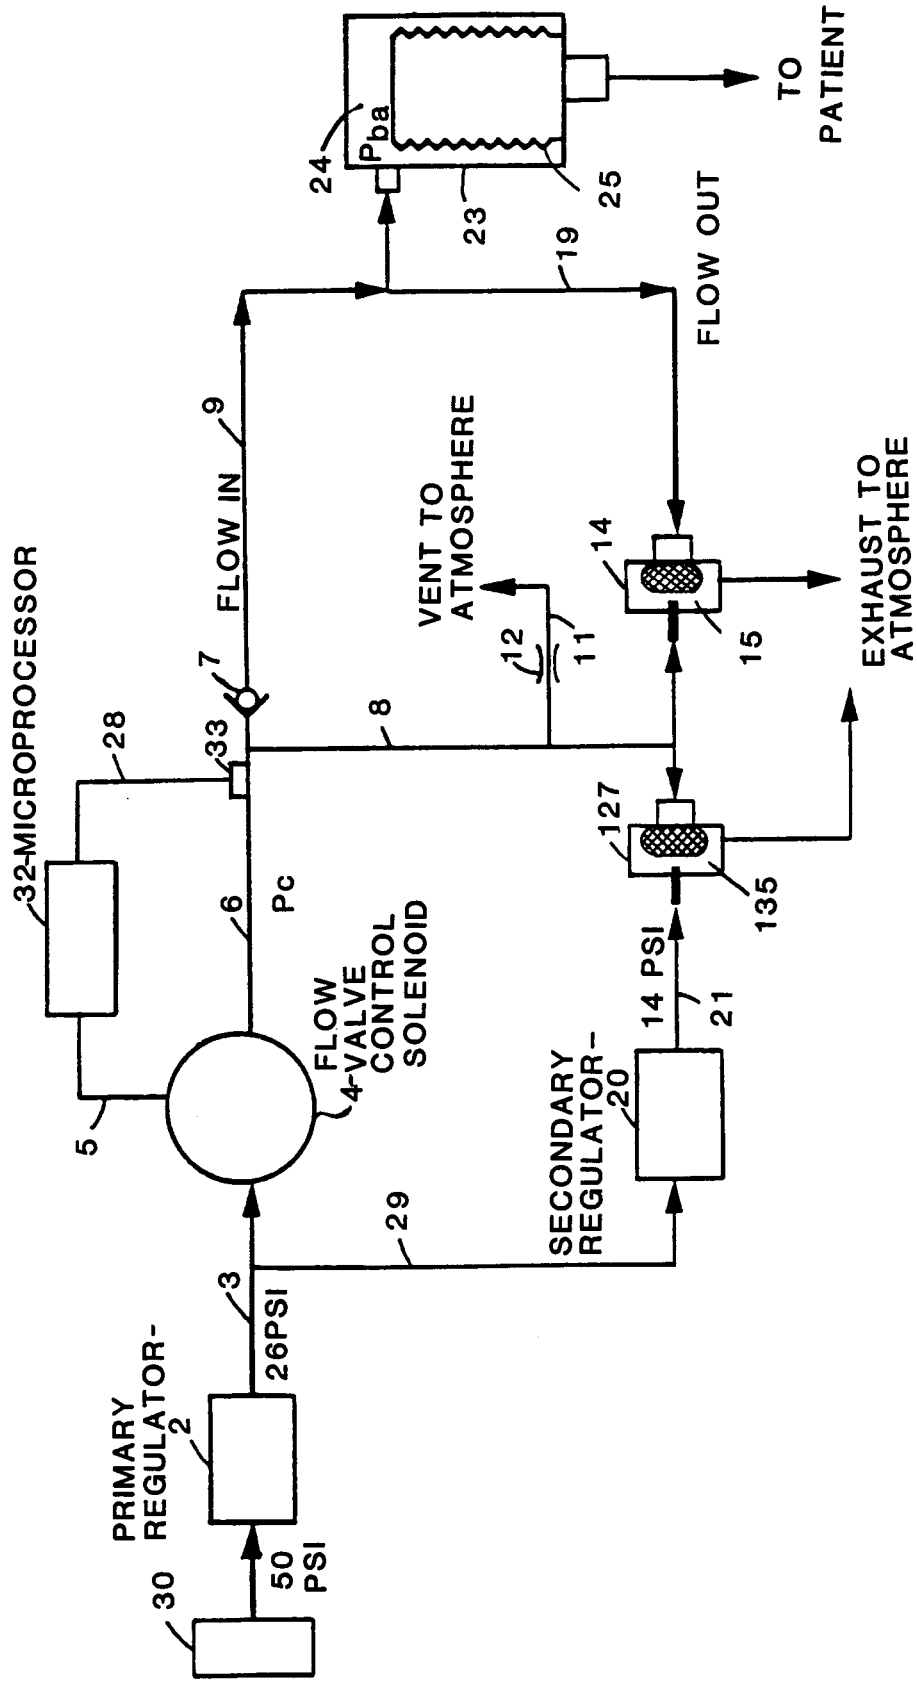 30
50
PSI
PRIMARY
REGULATOR-
2
3
26PSI
29
5
32-MICROPROCESSOR
28
FLOW
4-VALVE
CONTROL
SOLENOID
6
Pc
33
7
FLOW IN
9
8
SECONDARY
REGULATOR-
20
14 PSI
21
127
135
12
11
VENT TO
ATMOSPHERE
14
15
EXHAUST TO
ATMOSPHERE
FLOW OUT
19
23
24
Pba
25
TO
PATIENT